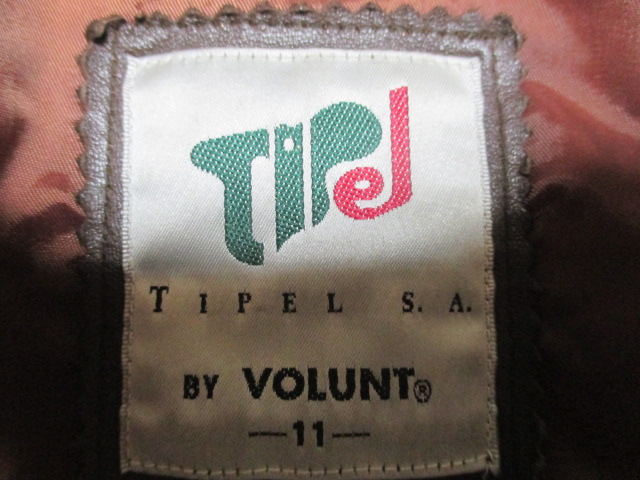 TiPel
TIPEL S.A.
BY VOLUNT®
—11—